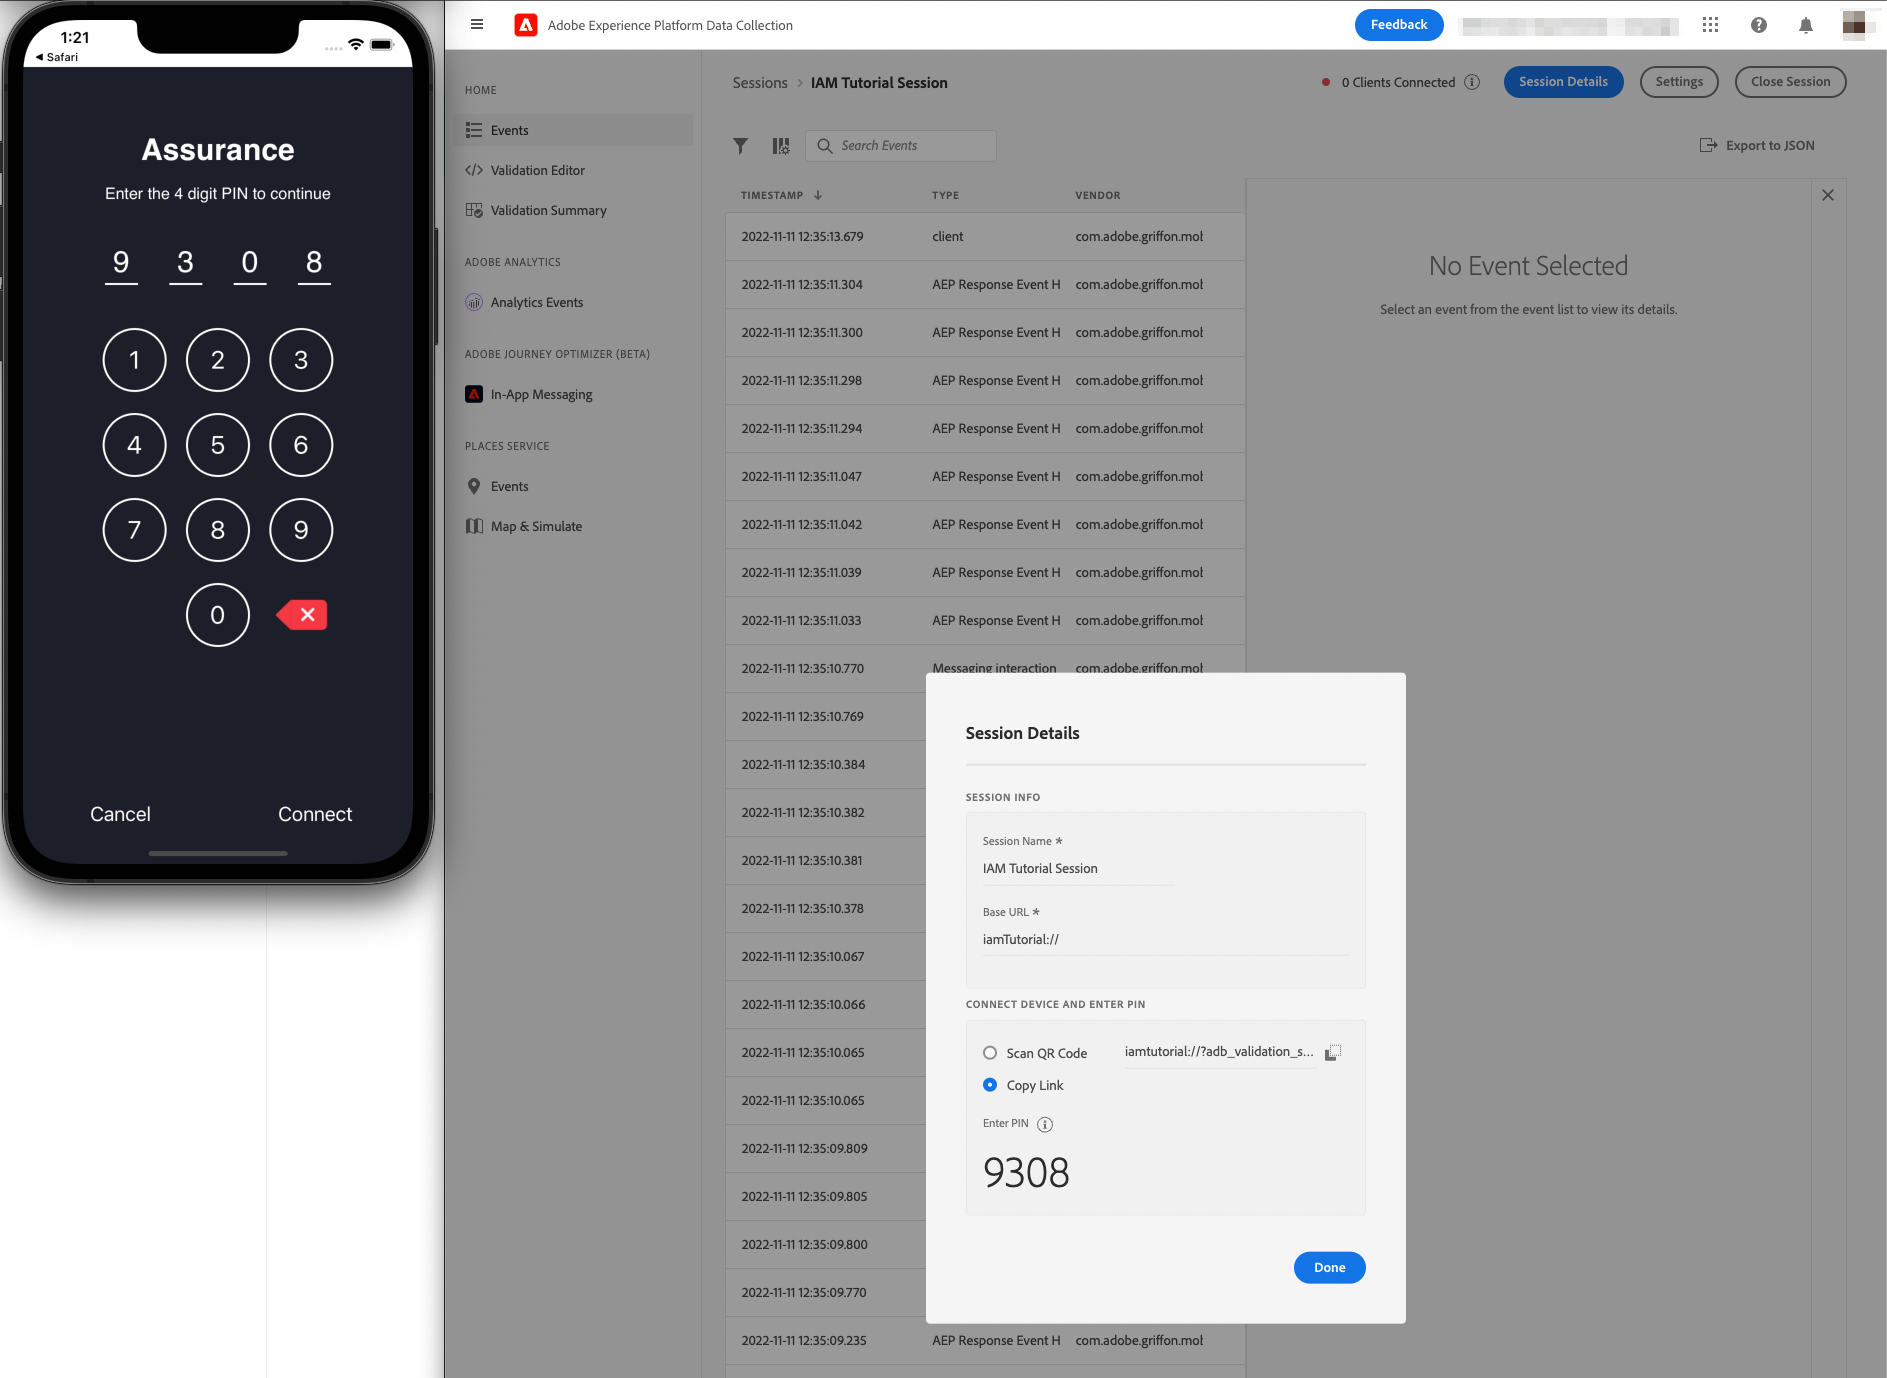 1:21
◀ Safari
Assurance
Enter the 4 digit PIN to continue
9 3 0 8
1 2 3
4 5 6
7 8 9
0
Cancel Connect
Adobe Experience Platform Data Collection
Feedback
HOME
Events
Validation Editor
Validation Summary
ADOBE ANALYTICS
Analytics Events
ADOBE JOURNEY OPTIMIZER (BETA)
In-App Messaging
PLACES SERVICE
Events
Map & Simulate
Sessions > IAM Tutorial Session
0 Clients Connected
Session Details
Settings
Close Session
Search Events
Export to JSON
TIMESTAMP TYPE VENDOR
2022-11-11 12:35:13.679 client com.adobe.griffon.mol
2022-11-11 12:35:11.304 AEP Response Event H com.adobe.griffon.mol
2022-11-11 12:35:11.300 AEP Response Event H com.adobe.griffon.mol
2022-11-11 12:35:11.298 AEP Response Event H com.adobe.griffon.mol
2022-11-11 12:35:11.294 AEP Response Event H com.adobe.griffon.mol
2022-11-11 12:35:11.047 AEP Response Event H com.adobe.griffon.mol
2022-11-11 12:35:11.042 AEP Response Event H com.adobe.griffon.mol
2022-11-11 12:35:11.039 AEP Response Event H com.adobe.griffon.mol
2022-11-11 12:35:11.033 AEP Response Event H com.adobe.griffon.mol
2022-11-11 12:35:10.770 Messaging interaction com.adobe.griffon.mol
2022-11-11 12:35:10.769
2022-11-11 12:35:10.384
2022-11-11 12:35:10.382
2022-11-11 12:35:10.381
2022-11-11 12:35:10.378
2022-11-11 12:35:10.067
2022-11-11 12:35:10.066
2022-11-11 12:35:10.065
2022-11-11 12:35:10.065
2022-11-11 12:35:09.809
2022-11-11 12:35:09.805
2022-11-11 12:35:09.800
2022-11-11 12:35:09.770
2022-11-11 12:35:09.235 AEP Response Event H com.adobe.griffon.mol
No Event Selected
Select an event from the event list to view its details.
Session Details
SESSION INFO
Session Name *
IAM Tutorial Session
Base URL *
iamTutorial://
CONNECT DEVICE AND ENTER PIN
Scan QR Code
iamtutorial://?adb_validation_s...
Copy Link
Enter PIN
9308
Done